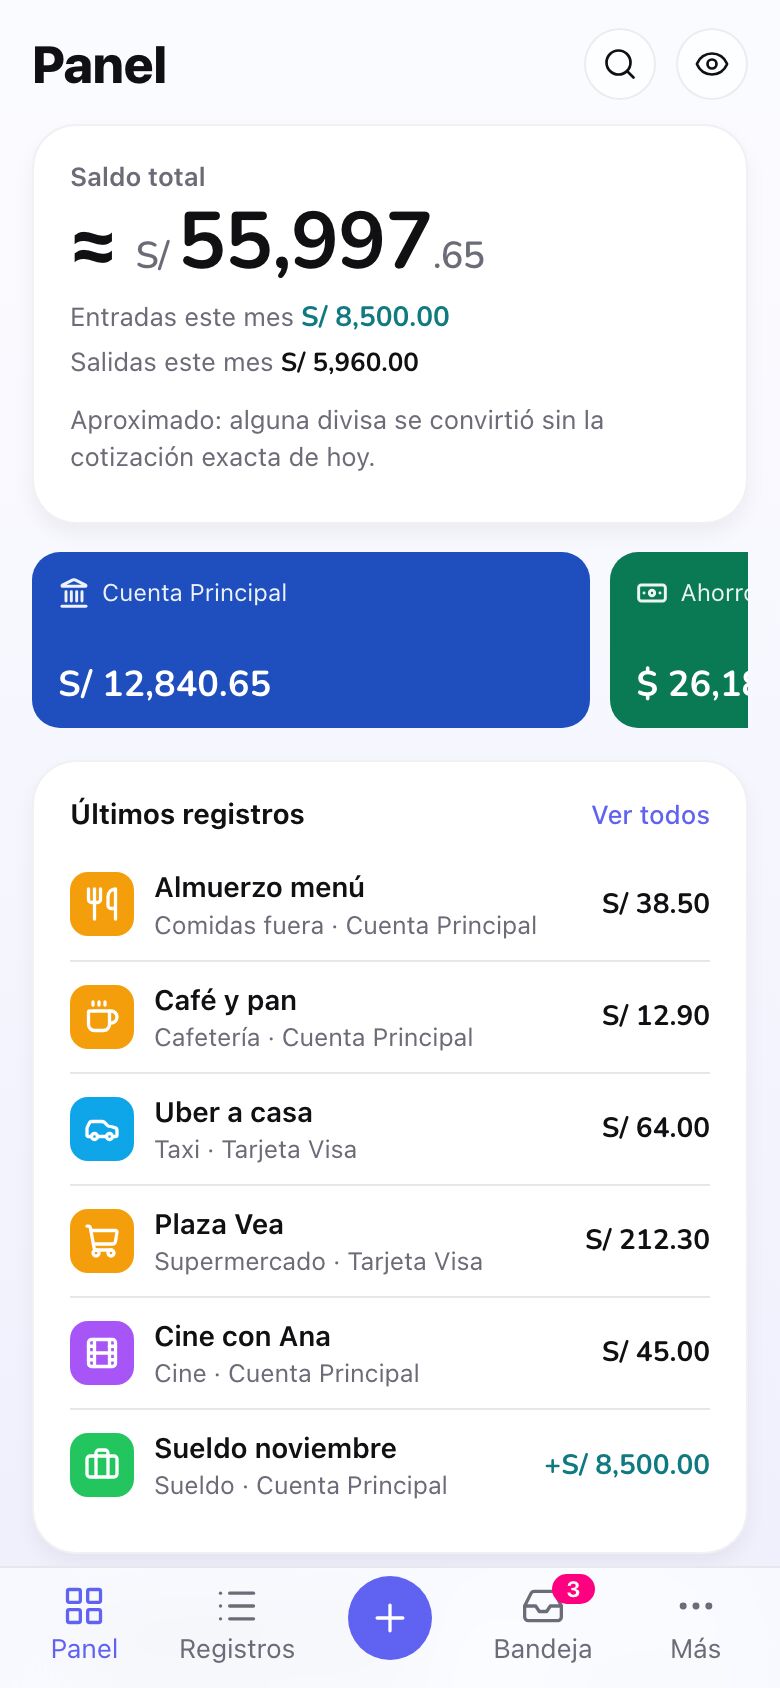 Panel
Saldo total
≈ S/ 55,997.65
Entradas este mes S/ 8,500.00
Salidas este mes S/ 5,960.00
Aproximado: alguna divisa se convirtió sin la
cotización exacta de hoy.
Cuenta Principal
S/ 12,840.65
$ 26,18
Últimos registros
Ver todos
Almuerzo menú
Comidas fuera · Cuenta Principal
S/ 38.50
Café y pan
Cafetería · Cuenta Principal
S/ 12.90
Uber a casa
Taxi · Tarjeta Visa
S/ 64.00
Plaza Vea
Supermercado · Tarjeta Visa
S/ 212.30
Cine con Ana
Cine · Cuenta Principal
S/ 45.00
Sueldo noviembre
Sueldo · Cuenta Principal
+S/ 8,500.00
Panel
Registros
3
Bandeja
Más